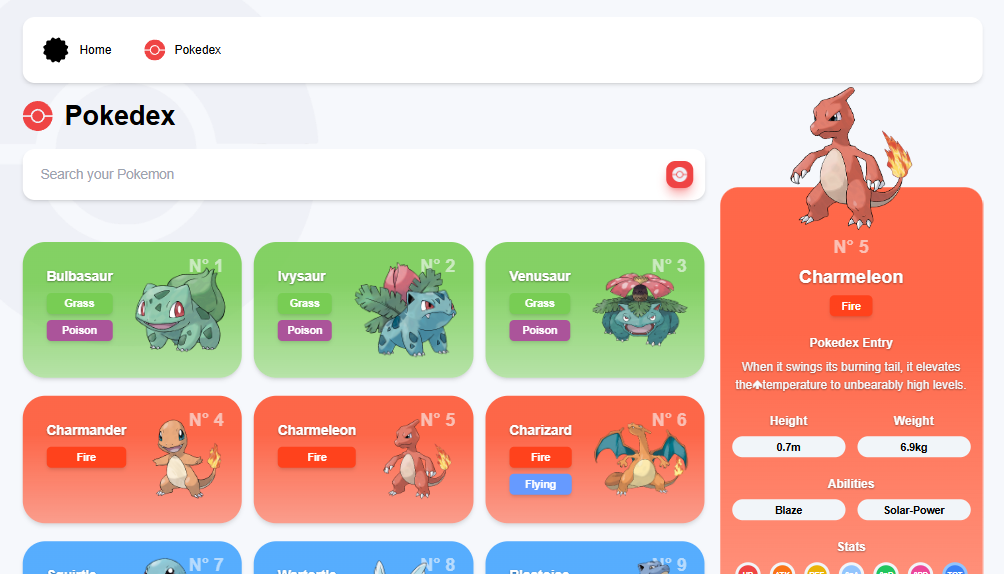 Home
Pokedex
Pokedex
Search your Pokemon
N° 1
Bulbasaur
Grass
Poison
N° 2
Ivysaur
Grass
Poison
N° 3
Venusaur
Grass
Poison
N° 4
Charmander
Fire
N° 5
Charmeleon
Fire
N° 6
Charizard
Fire
Flying
N° 7
Squirtle
N° 8
Wartortle
N° 9
Blastoise
N° 5
Charmeleon
Fire
Pokedex Entry
When it swings its burning tail, it elevates
the↑temperature to unbearably high levels.
Height
Weight
0.7m
6.9kg
Abilities
Blaze
Solar-Power
Stats